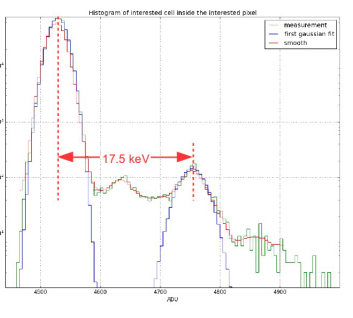 Histogram of interested cell inside the interested pixel
measurement
first gaussian fit
smooth
17.5 keV
4500 4600 4700 4800 4900
ADU